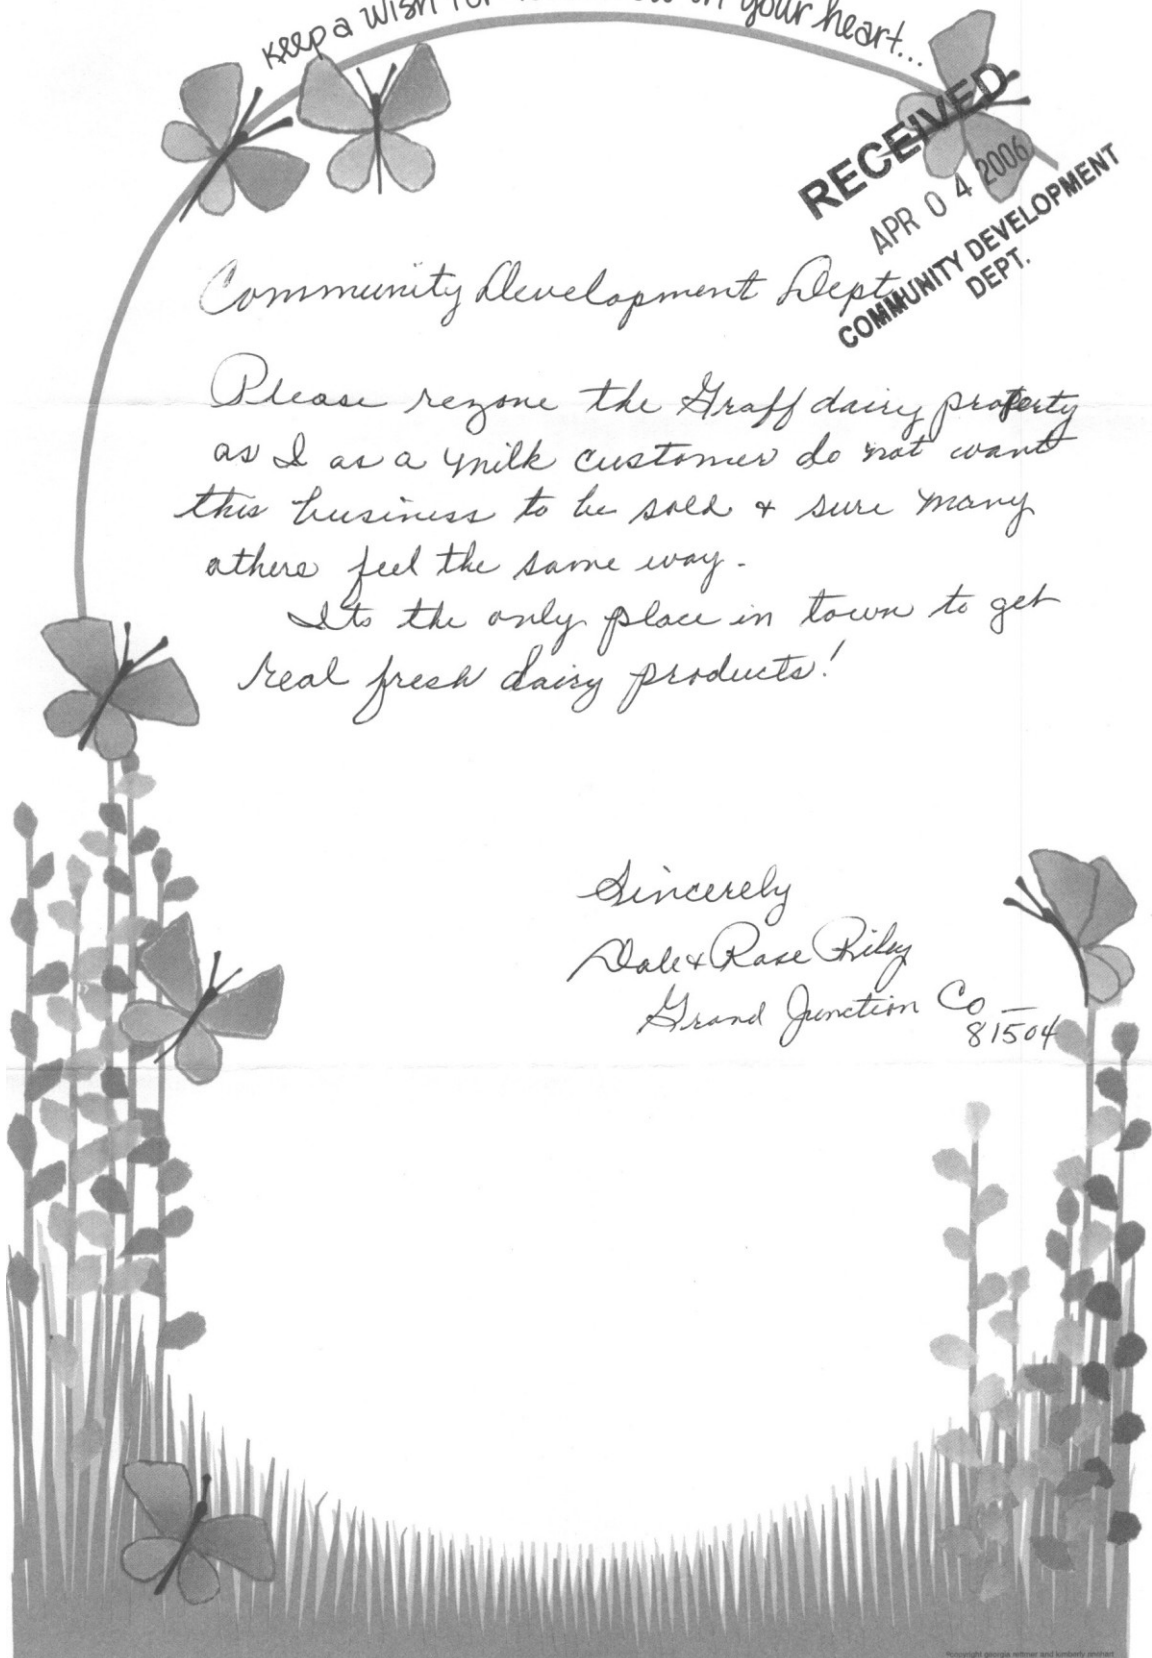 Keep a wish for in your heart...
RECEIVED
APR 04 2006
COMMUNITY DEVELOPMENT
DEPT.
Community Development Dept
Please rezone the Graff dairy property
as I as a milk customer do not want
this business to be sold & sure many
others feel the same way.
Its the only place in town to get
real fresh dairy products!
Sincerely
Dale & Rose Riley
Grand Junction Co —
81504